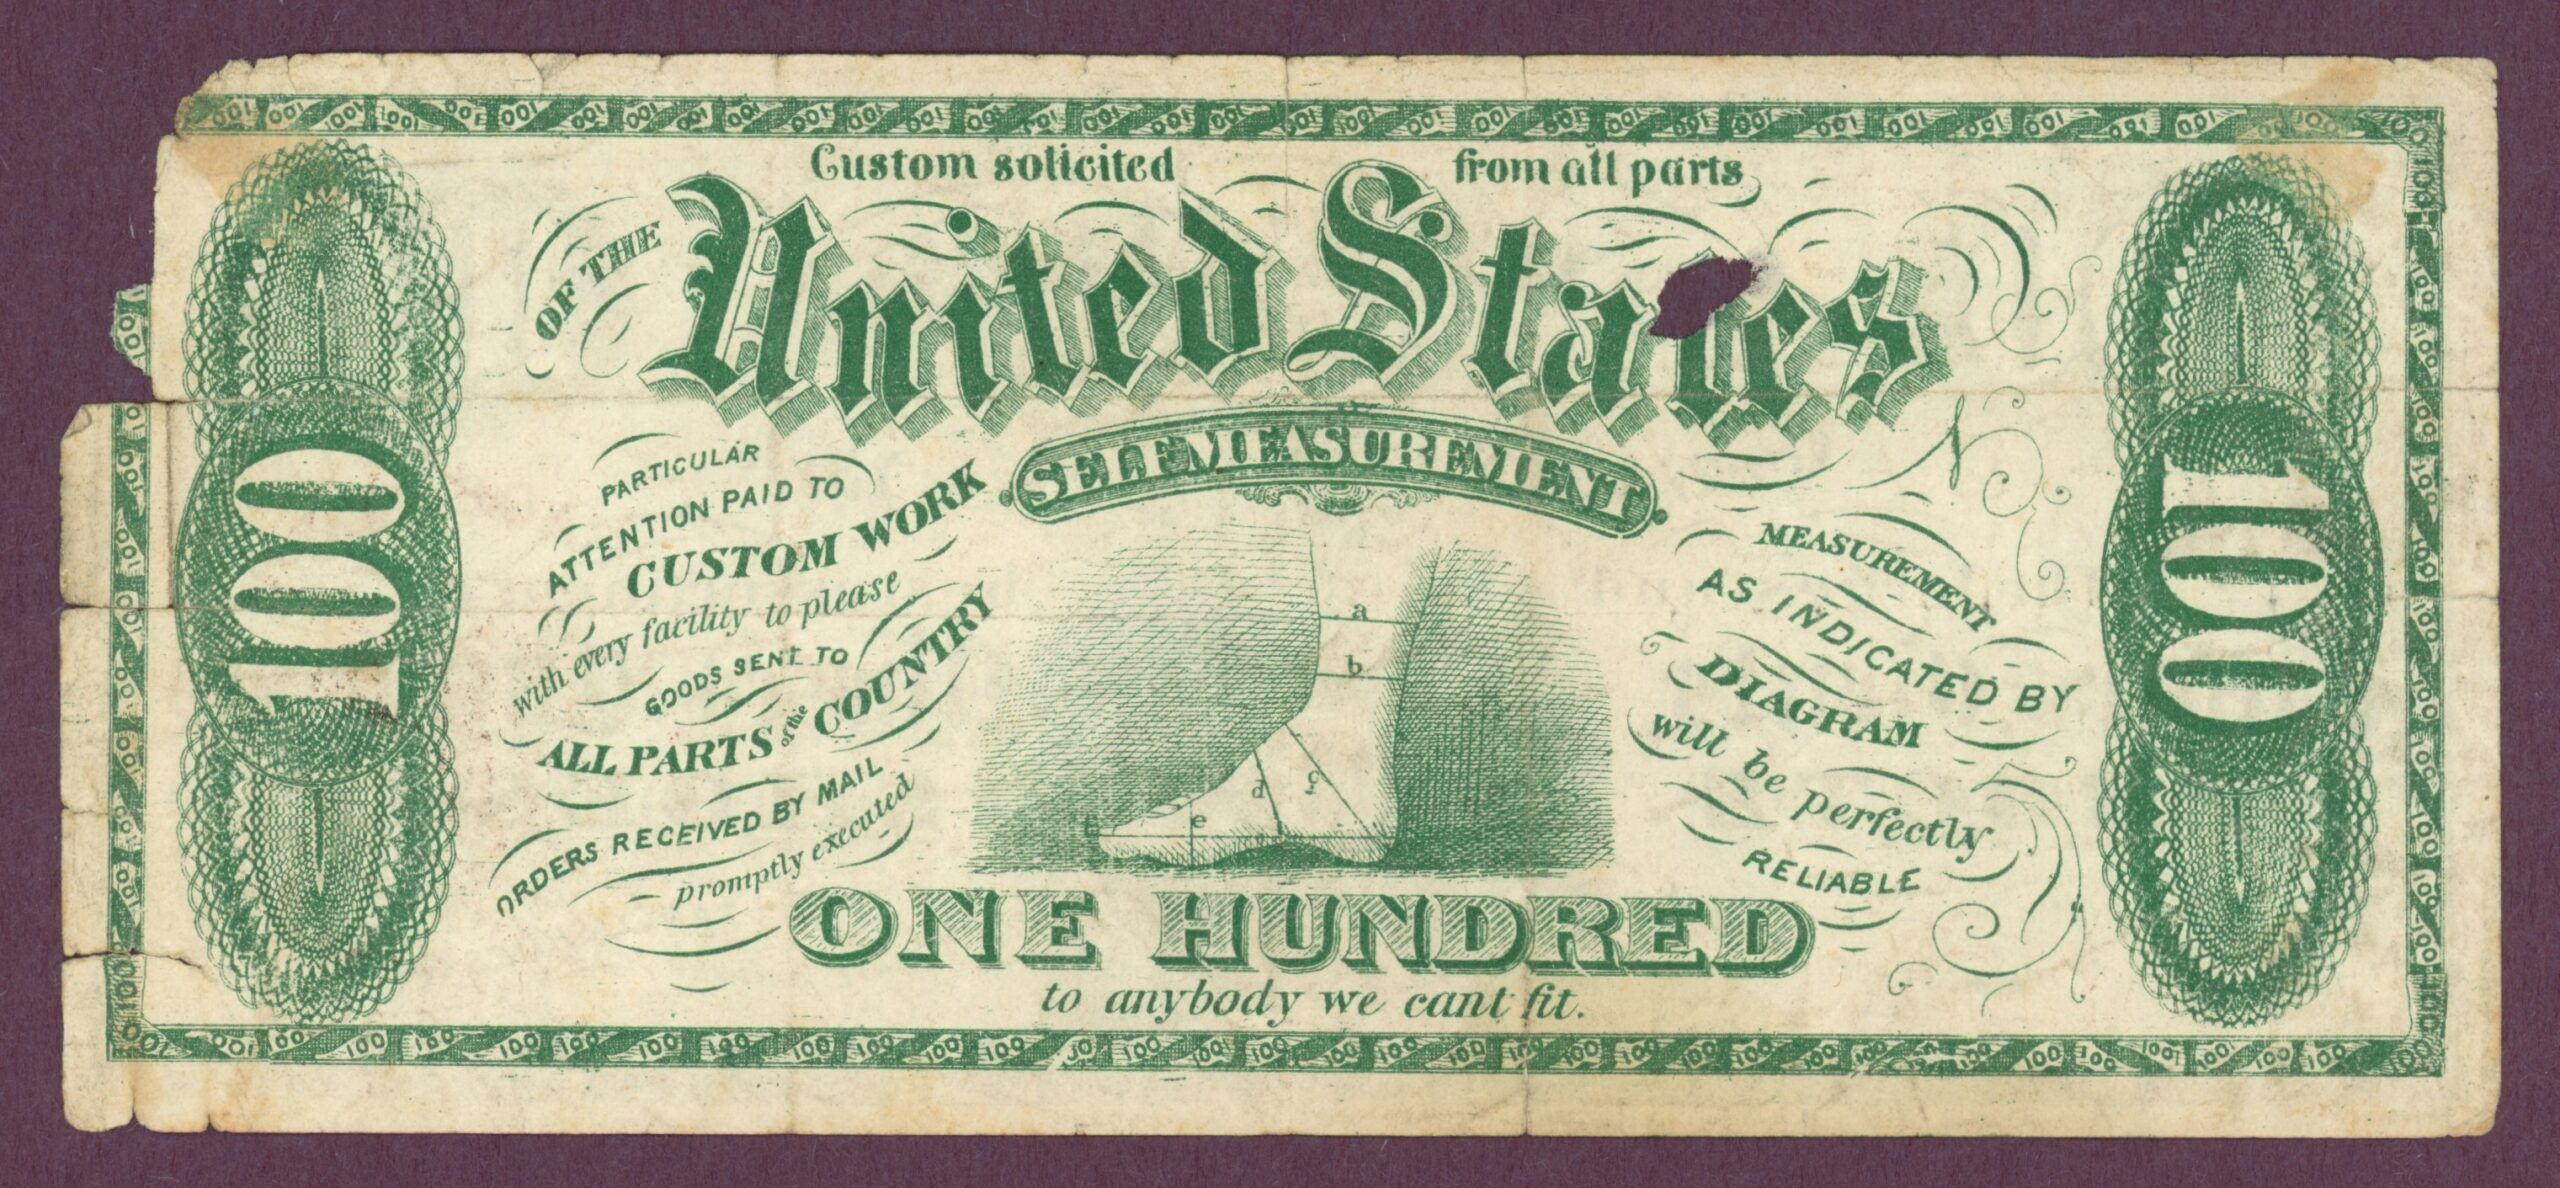 Custom solicited from all parts
OF THE
United States
SELF MEASUREMENT
PARTICULAR
ATTENTION PAID TO
CUSTOM WORK
with every facility to please
GOODS SENT TO
ALL PARTS of the COUNTRY
ORDERS RECEIVED BY MAIL
promptly executed
100
a
b
c
d
e
MEASUREMENT
AS INDICATED BY
DIAGRAM
will be perfectly
RELIABLE
100
ONE HUNDRED
to anybody we cant fit.